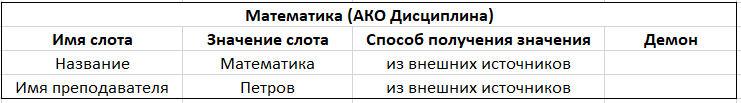 Математика (АКО Дисциплина)
Имя слота Значение слота Способ получения значения Демон
Название Математика из внешних источников
Имя преподавателя Петров из внешних источников